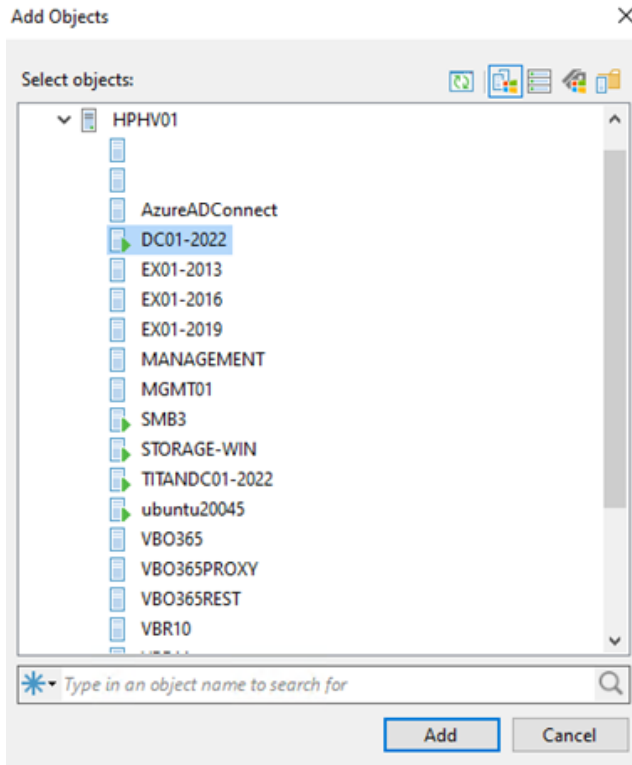 Add Objects
Select objects:
HPHV01
AzureADConnect
DC01-2022
EX01-2013
EX01-2016
EX01-2019
MANAGEMENT
MGMT01
SMB3
STORAGE-WIN
TITANDC01-2022
ubuntu20045
VBO365
VBO365PROXY
VBO365REST
VBR10
Type in an object name to search for
Add Cancel